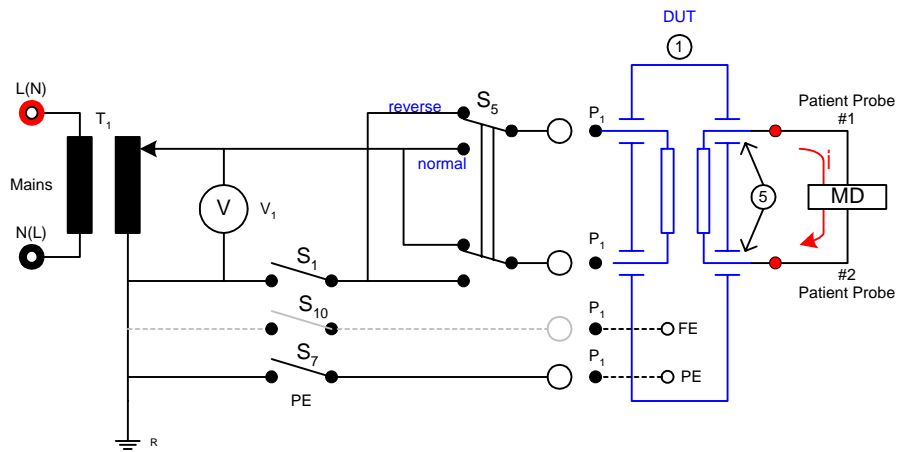 DUT
1
L(N)
T1
reverse
S5
P1
Patient Probe
#1
normal
Mains
V
V1
5
i
MD
N(L)
S1
P1
#2
Patient Probe
S10
P1
FE
S7
P1
PE
PE
R